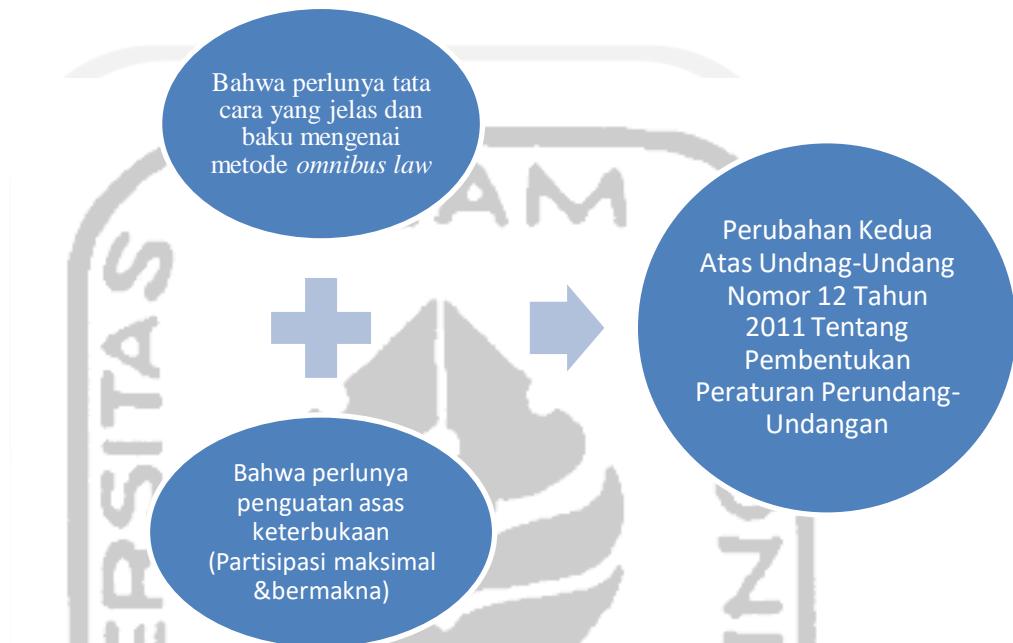 Bahwa perlunya tata
cara yang jelas dan
baku mengenai
metode omnibus law
Bahwa perlunya
penguatan asas
keterbukaan
(Partisipasi maksimal
&bermakna)
Perubahan Kedua
Atas Undnag-Undang
Nomor 12 Tahun
2011 Tentang
Pembentukan
Peraturan Perundang-
Undangan